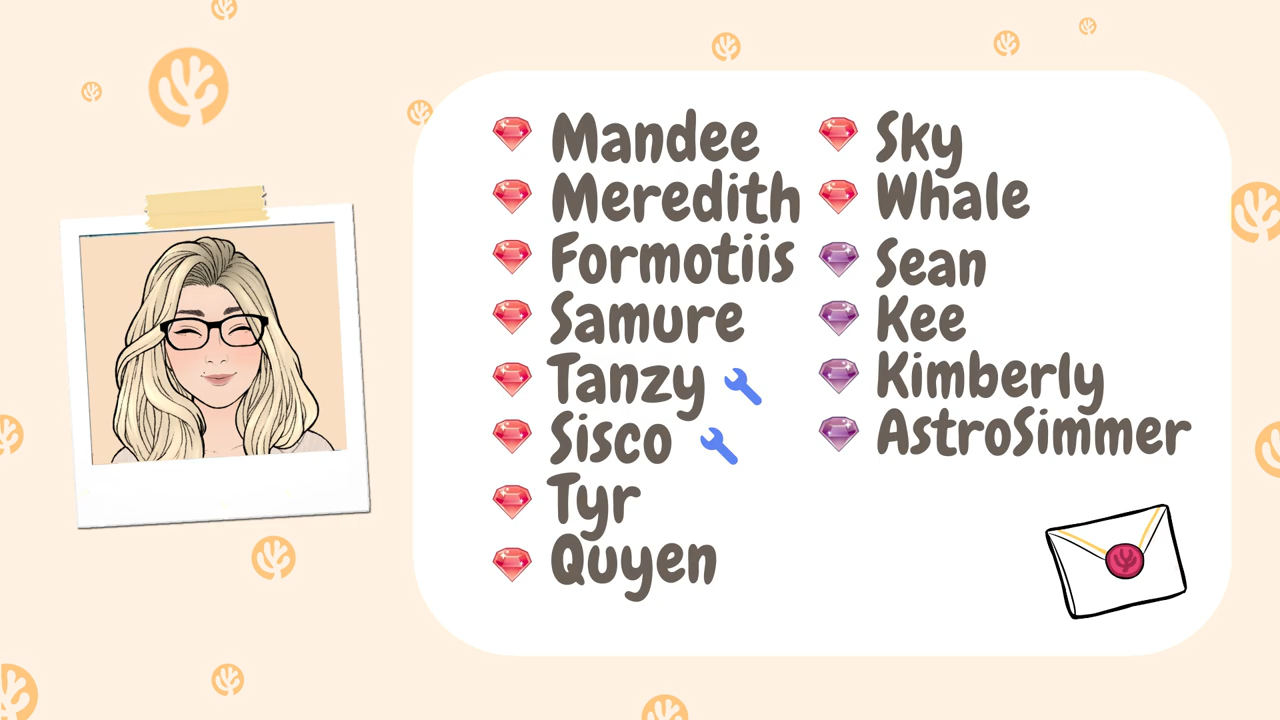 Mandee
Meredith
Formotiis
Samure
Tanzy
Sisco
Tyr
Quyen
Sky
Whale
Sean
Kee
Kimberly
AstroSimmer